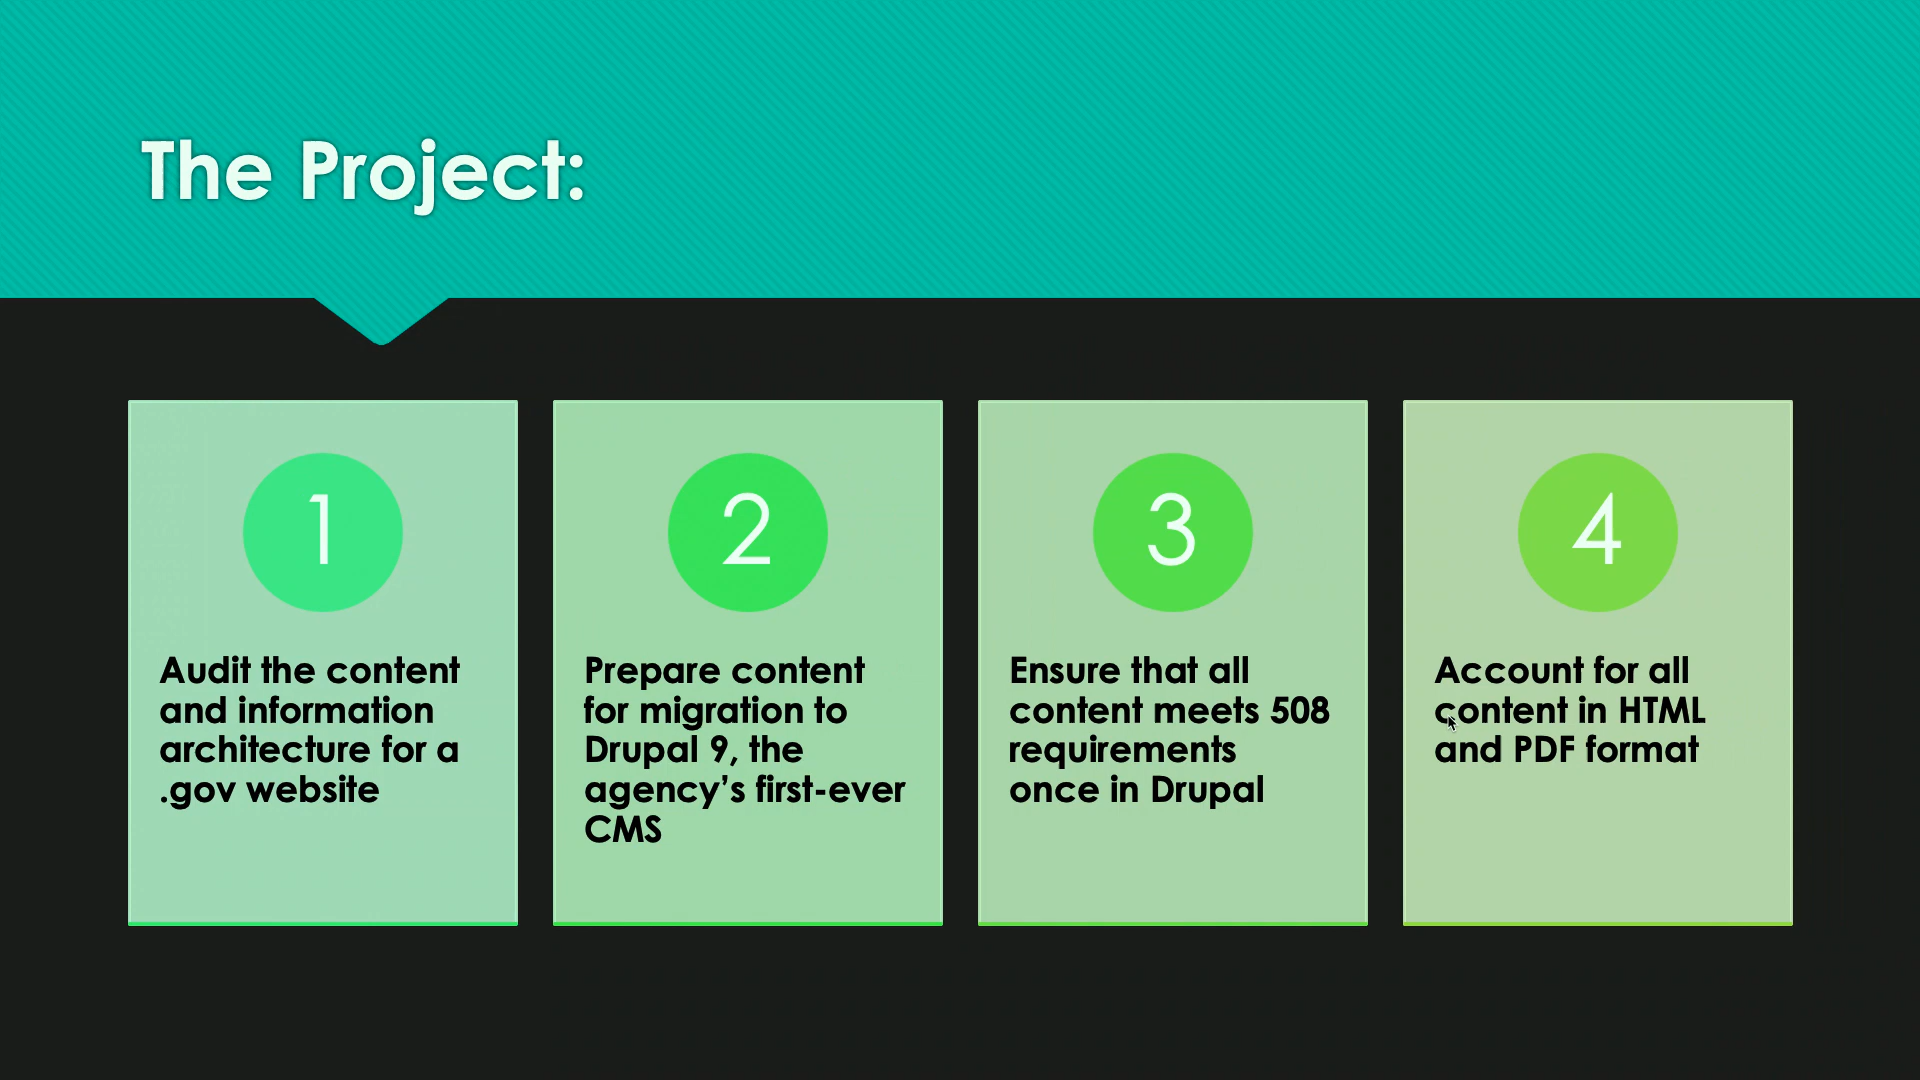 The Project:
1
Audit the content
and information
architecture for a
.gov website
2
Prepare content
for migration to
Drupal 9, the
agency’s first-ever
CMS
3
Ensure that all
content meets 508
requirements
once in Drupal
4
Account for all
content in HTML
and PDF format